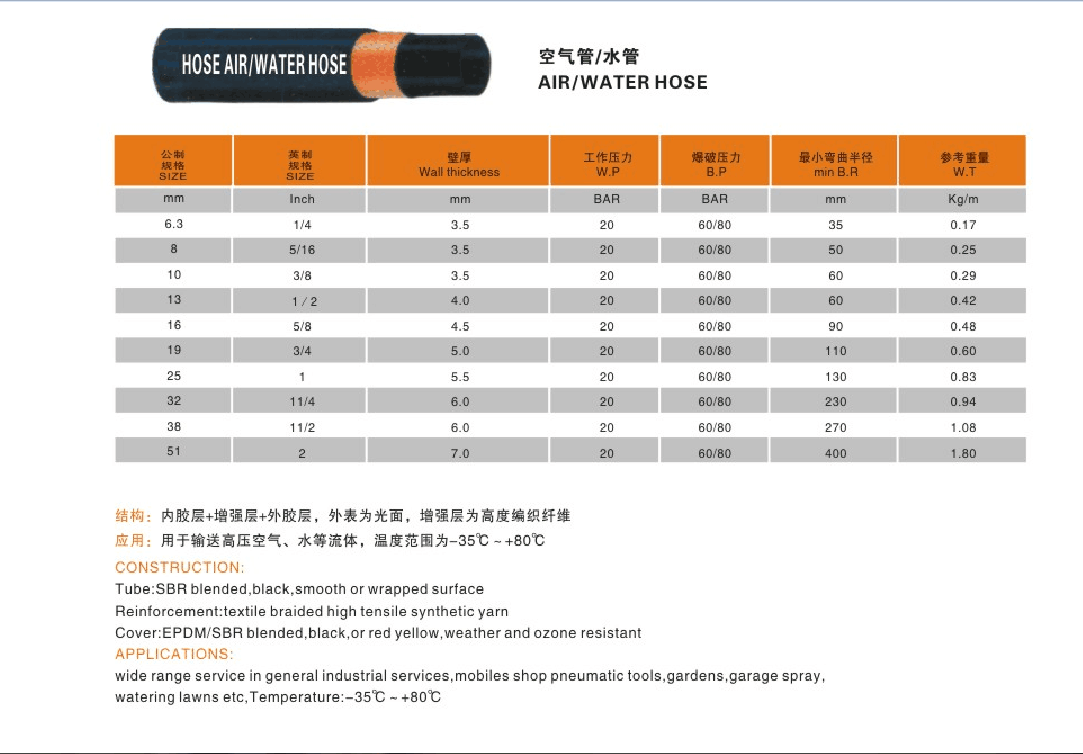 HOSE AIR/WATER HOSE
空气管/水管
AIR/WATER HOSE
公制 规格 SIZE 英制 规格 SIZE 壁厚 Wall thickness 工作压力 W.P 爆破压力 B.P 最小弯曲半径 min B.R 参考重量 W.T
mm Inch mm BAR BAR mm Kg/m
6.3 1/4 3.5 20 60/80 35 0.17
8 5/16 3.5 20 60/80 50 0.25
10 3/8 3.5 20 60/80 60 0.29
13 1/2 4.0 20 60/80 60 0.42
16 5/8 4.5 20 60/80 90 0.48
19 3/4 5.0 20 60/80 110 0.60
25 1 5.5 20 60/80 130 0.83
32 11/4 6.0 20 60/80 230 0.94
38 11/2 6.0 20 60/80 270 1.08
51 2 7.0 20 60/80 400 1.80
结构：内胶层+增强层+外胶层，外表为光面，增强层为高度编织纤维
应用：用于输送高压空气、水等流体，温度范围为-35℃ ~ +80℃
CONSTRUCTION:
Tube:SBR blended,black,smooth or wrapped surface
Reinforcement:textile braided high tensile synthetic yarn
Cover:EPDM/SBR blended,black,or red yellow,weather and ozone resistant
APPLICATIONS:
wide range service in general industrial services,mobiles shop pneumatic tools,gardens,garage spray,
watering lawns etc,Temperature:-35℃ ~ +80℃